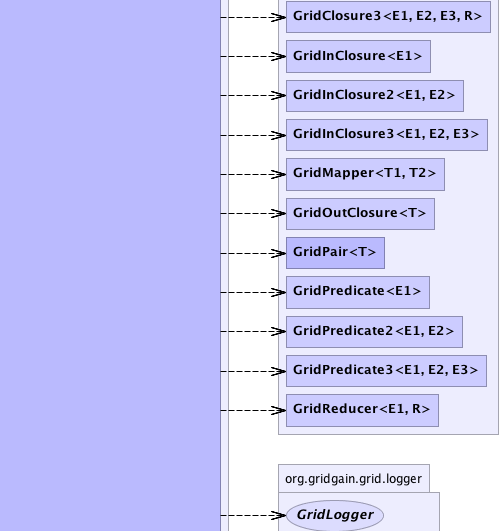 GridClosure3<E1, E2, E3, R>
GridInClosure<E1>
GridInClosure2<E1, E2>
GridInClosure3<E1, E2, E3>
GridMapper<T1, T2>
GridOutClosure<T>
GridPair<T>
GridPredicate<E1>
GridPredicate2<E1, E2>
GridPredicate3<E1, E2, E3>
GridReducer<E1, R>
org.gridgain.grid.logger
GridLogger